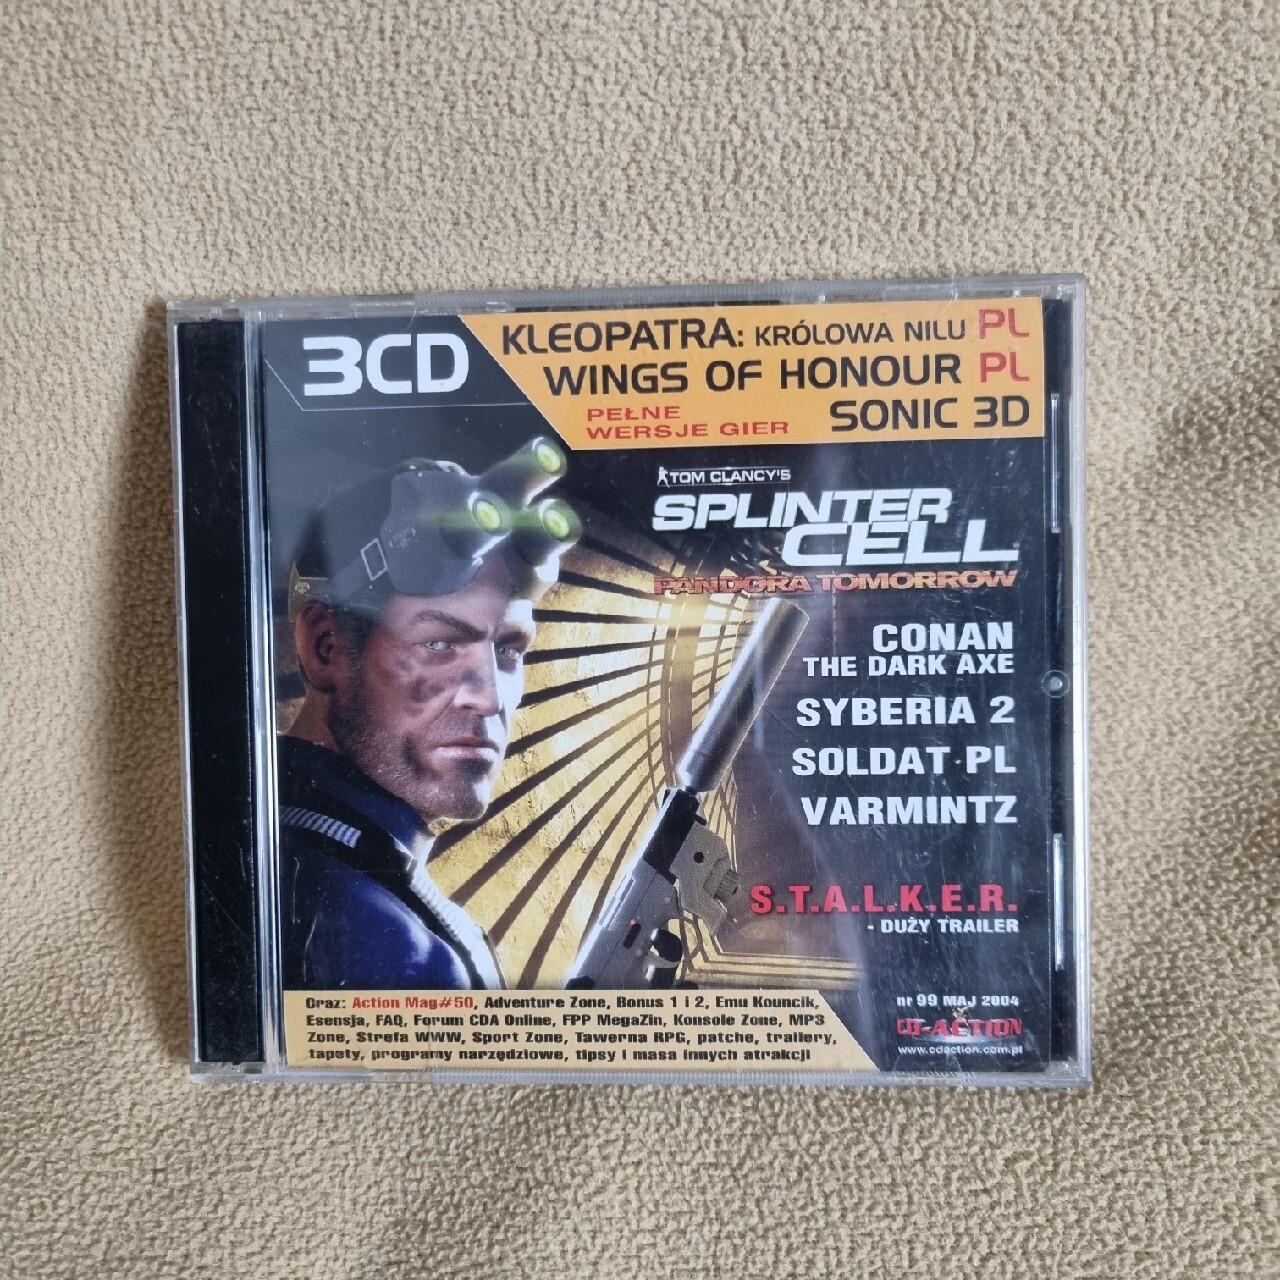 3CD
KLEOPATRA: KRÓLOWA NILU PL
WINGS OF HONOUR PL
PEŁNE
WERSJE GIER
SONIC 3D
TOM CLANCY'S
SPLINTER
CELL
PANDORA TOMORROW
CONAN
THE DARK AXE
SYBERIA 2
SOLDAT PL
VARMINTZ
S.T.A.L.K.E.R.
- DUŻY TRAILER
Oraz: Action Mag#50, Adventure Zone, Bonus 1 i 2, Emu Kouncik,
Esensja, FAQ, Forum CDA Online, FPP MegaZin, Konsole Zone, MP3
Zone, Strefa WWW, Sport Zone, Tawerna RPG, patche, trailery,
tapety, programy narzędziowe, tipsy i masa innych atrakcji
nr 99 MAJ 2004
CD-ACTION
www.cdaction.com.pl